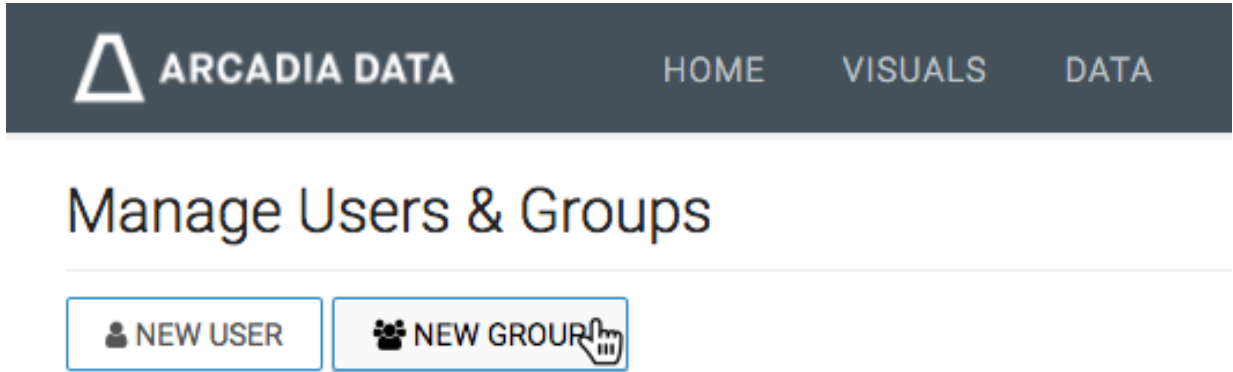 ARCADIA DATA HOME VISUALS DATA
Manage Users & Groups
NEW USER NEW GROUP